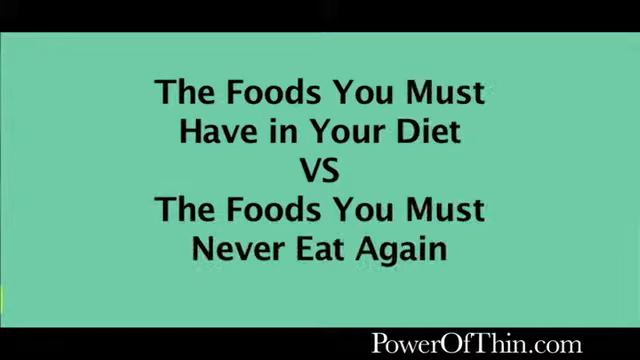 The Foods You Must
Have in Your Diet
VS
The Foods You Must
Never Eat Again
PowerOfThin.com